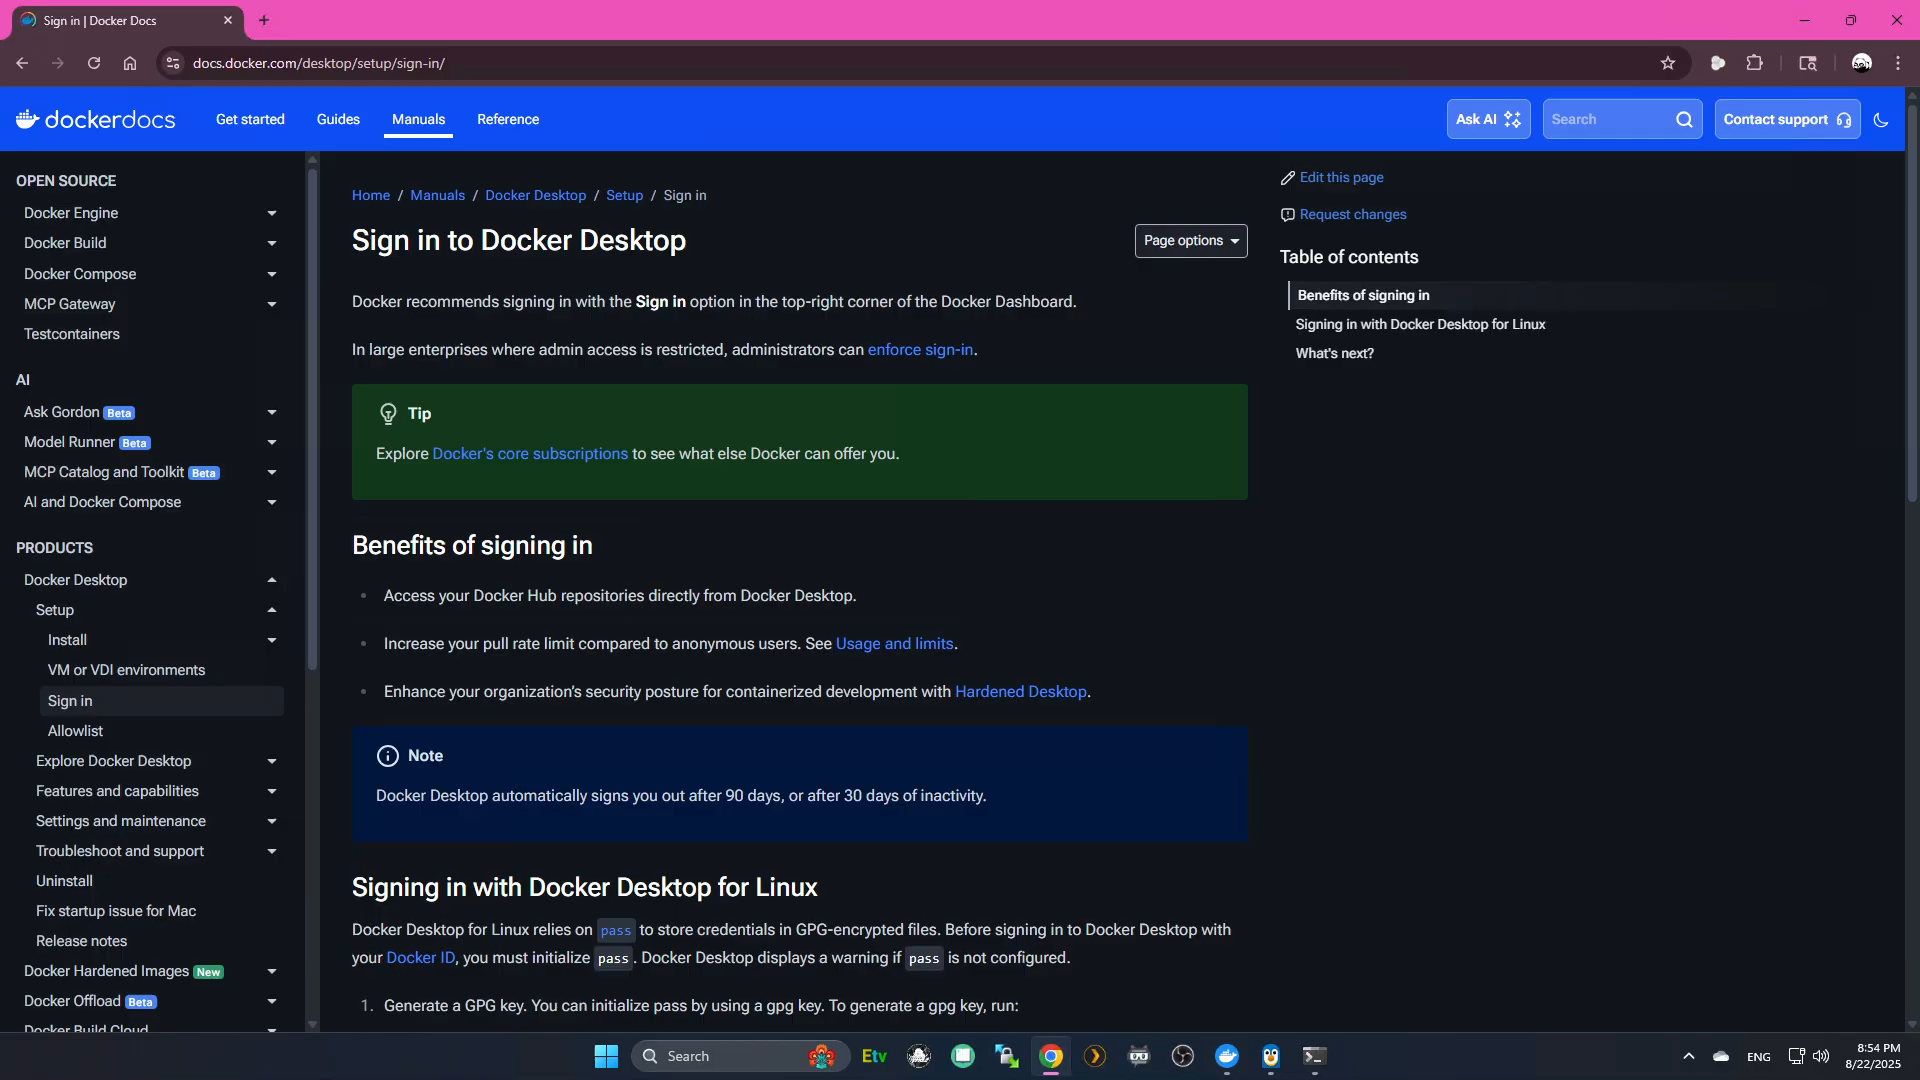 Sign in | Docker Docs
docs.docker.com/desktop/setup/sign-in/
dockerdocs
Get started
Guides
Manuals
Reference
Ask AI
Search
Contact support
OPEN SOURCE
Docker Engine
Docker Build
Docker Compose
MCP Gateway
Testcontainers
AI
Ask Gordon Beta
Model Runner Beta
MCP Catalog and Toolkit Beta
AI and Docker Compose
PRODUCTS
Docker Desktop
Setup
Install
VM or VDI environments
Sign in
Allowlist
Explore Docker Desktop
Features and capabilities
Settings and maintenance
Troubleshoot and support
Uninstall
Fix startup issue for Mac
Release notes
Docker Hardened Images New
Docker Offload Beta
Docker Build Cloud
Home / Manuals / Docker Desktop / Setup / Sign in
Sign in to Docker Desktop
Page options
Docker recommends signing in with the Sign in option in the top-right corner of the Docker Dashboard.
In large enterprises where admin access is restricted, administrators can enforce sign-in.
Tip
Explore Docker's core subscriptions to see what else Docker can offer you.
Benefits of signing in
• Access your Docker Hub repositories directly from Docker Desktop.
• Increase your pull rate limit compared to anonymous users. See Usage and limits.
• Enhance your organization's security posture for containerized development with Hardened Desktop.
Note
Docker Desktop automatically signs you out after 90 days, or after 30 days of inactivity.
Signing in with Docker Desktop for Linux
Docker Desktop for Linux relies on pass to store credentials in GPG-encrypted files. Before signing in to Docker Desktop with
your Docker ID, you must initialize pass. Docker Desktop displays a warning if pass is not configured.
1. Generate a GPG key. You can initialize pass by using a gpg key. To generate a gpg key, run:
Edit this page
Request changes
Table of contents
Benefits of signing in
Signing in with Docker Desktop for Linux
What's next?
Search
Etv
ENG
8:54 PM
8/22/2025